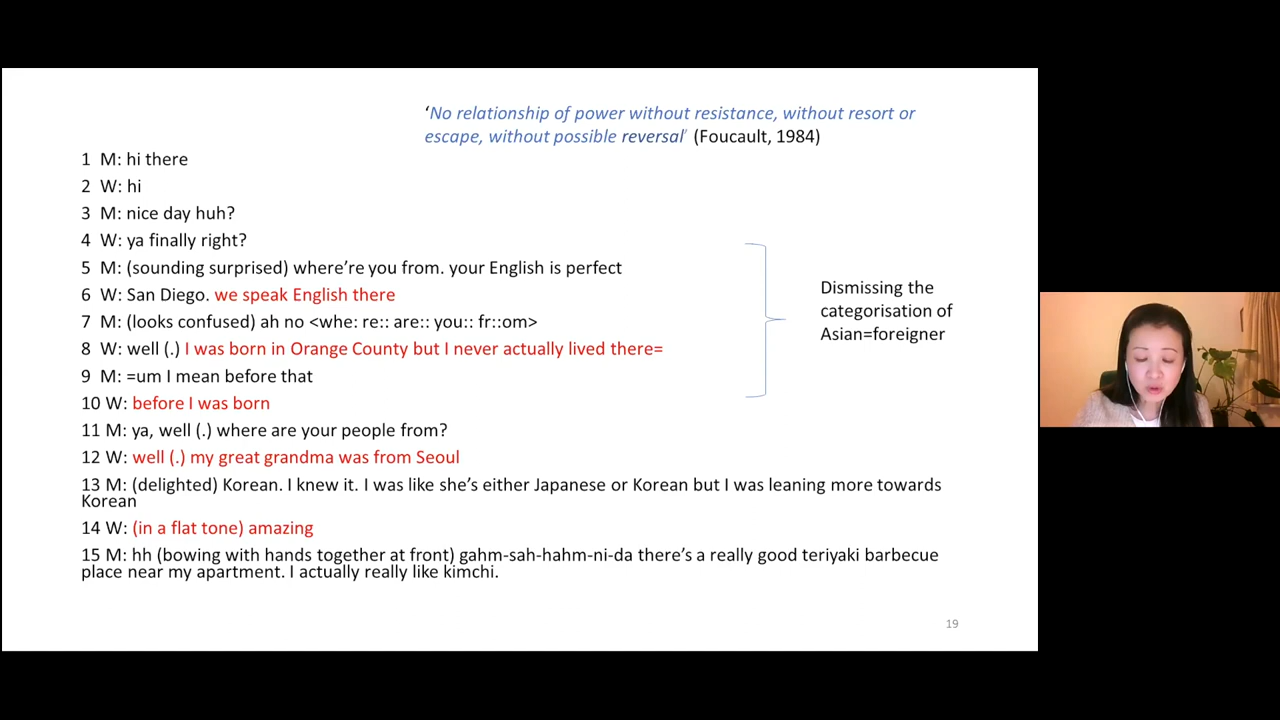 ‘No relationship of power without resistance, without resort or
escape, without possible reversal’ (Foucault, 1984)
1 M: hi there
2 W: hi
3 M: nice day huh?
4 W: ya finally right?
5 M: (sounding surprised) where’re you from. your English is perfect
6 W: San Diego. we speak English there
7 M: (looks confused) ah no <whe: re:: are:: you:: fr::om>
8 W: well (.) I was born in Orange County but I never actually lived there=
9 M: =um I mean before that
10 W: before I was born
11 M: ya, well (.) where are your people from?
12 W: well (.) my great grandma was from Seoul
13 M: (delighted) Korean. I knew it. I was like she’s either Japanese or Korean but I was leaning more towards
Korean
14 W: (in a flat tone) amazing
15 M: hh (bowing with hands together at front) gahm-sah-hahm-ni-da there’s a really good teriyaki barbecue
place near my apartment. I actually really like kimchi.
Dismissing the
categorisation of
Asian=foreigner
19